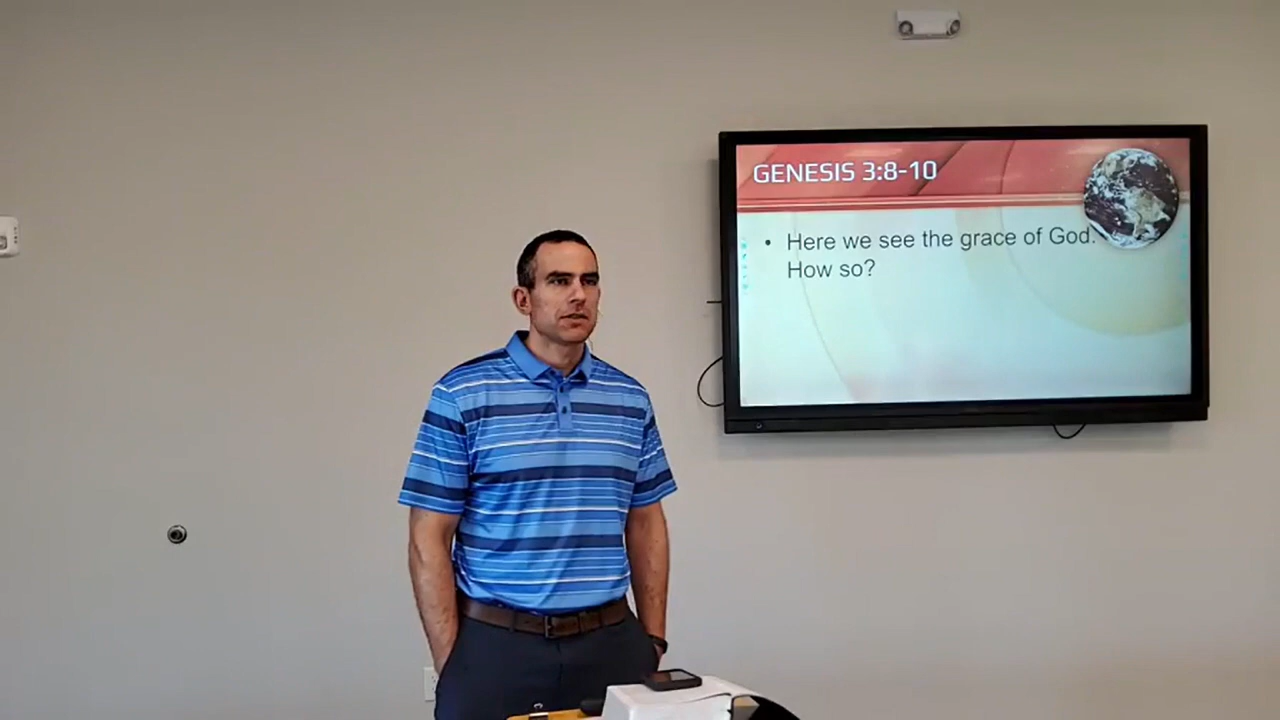 GENESIS 3:8-10
• Here we see the grace of God.
How so?